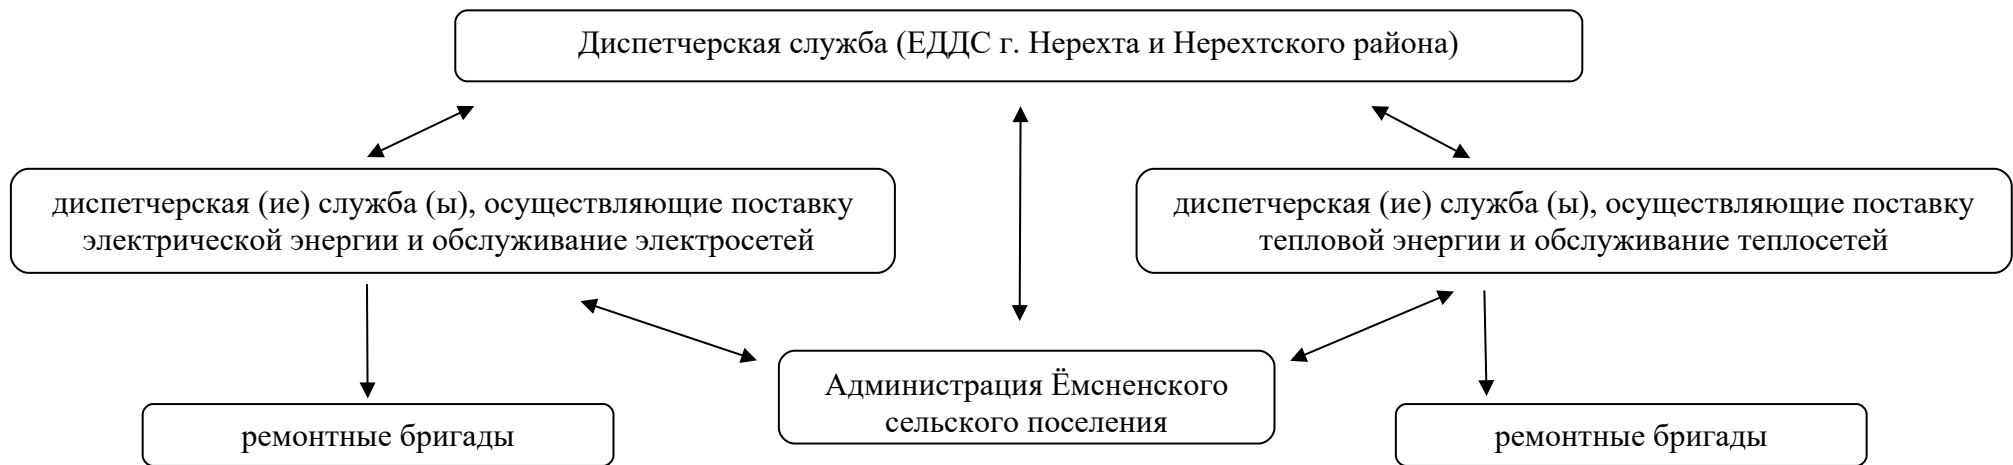 Диспетчерская служба (ЕДДС г. Нерехта и Нерехтского района)
диспетчерская (ие) служба (ы), осуществляющие поставку
электрической энергии и обслуживание электросетей
диспетчерская (ие) служба (ы), осуществляющие поставку
тепловой энергии и обслуживание теплосетей
Администрация Ёмсненского
сельского поселения
ремонтные бригады
ремонтные бригады